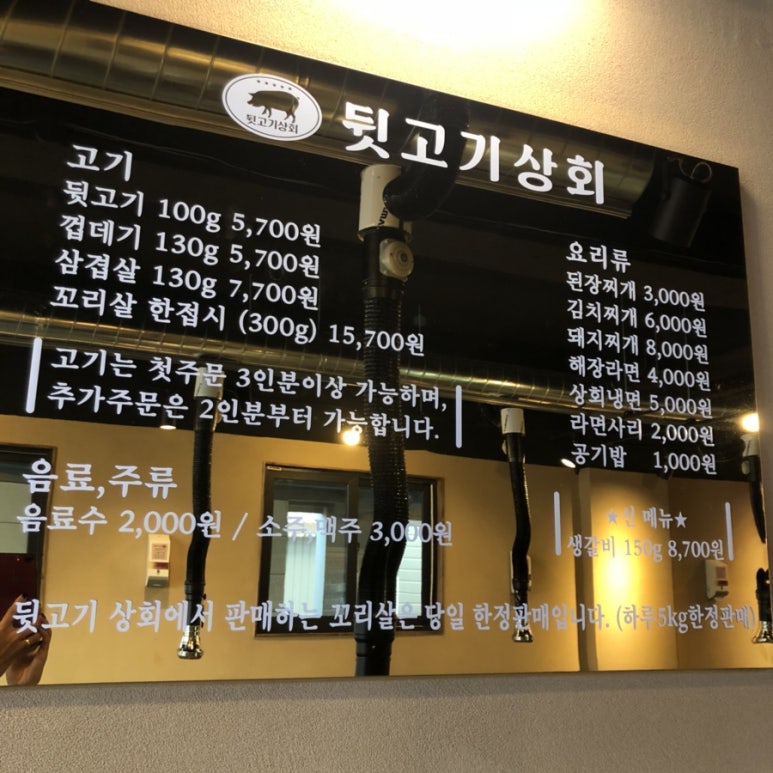 뒷고기상회
뒷고기상회
고기
뒷고기 100g 5,700원
껍데기 130g 5,700원
삼겹살 130g 7,700원
꼬리살 한접시 (300g) 15,700원
고기는 첫주문 3인분이상 가능하며,
추가주문은 2인분부터 가능합니다.
음료,주류
음료수 2,000원 / 소주,맥주 3,000원
요리류
된장찌개 3,000원
김치찌개 6,000원
돼지찌개 8,000원
해장라면 4,000원
상회냉면 5,000원
라면사리 2,000원
공기밥 1,000원
★신 메뉴★
생갈비 150g 8,700원
뒷고기 상회에서 판매하는 꼬리살은 당일 한정판매입니다. (하루5kg한정판매)